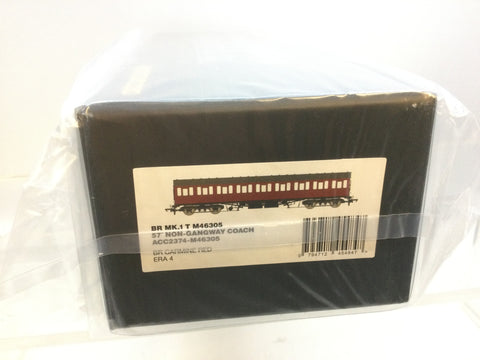 BR MK.1 T M46305
57' NON-GANGWAY COACH
ACC2374-M46305
BR CARMINE RED
ERA 4